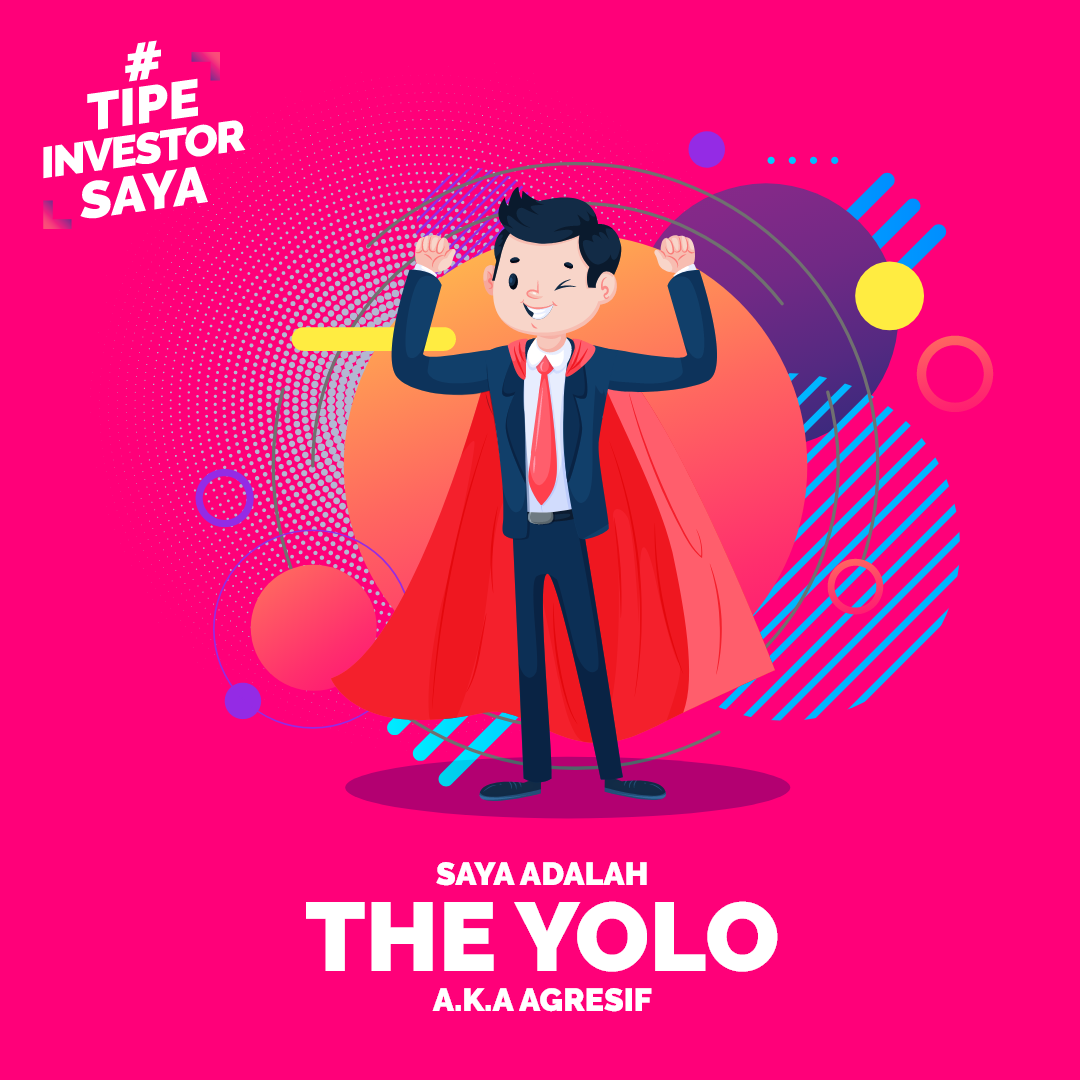 #
TIPE
INVESTOR
SAYA
SAYA ADALAH
THE YOLO
A.K.A AGRESIF